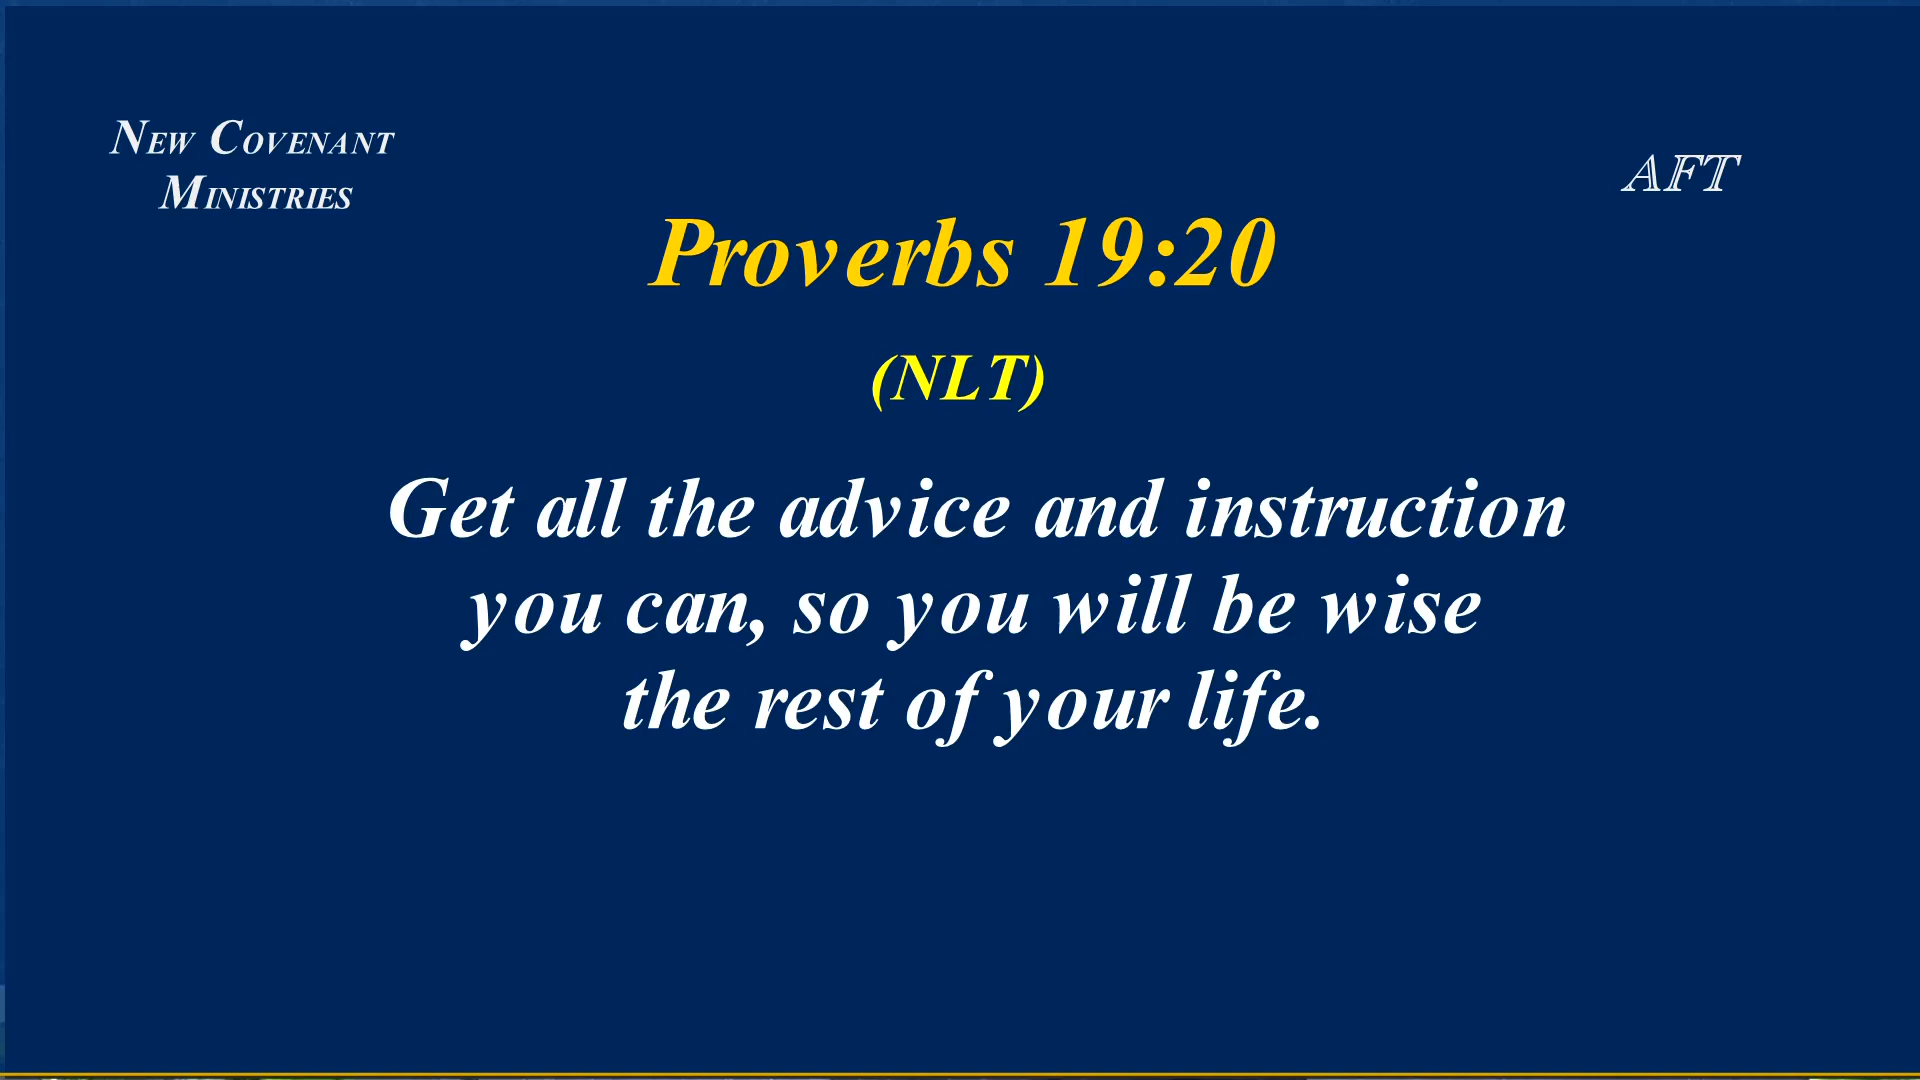 New Covenant
Ministries
AFT
Proverbs 19:20
(NLT)
Get all the advice and instruction
you can, so you will be wise
the rest of your life.